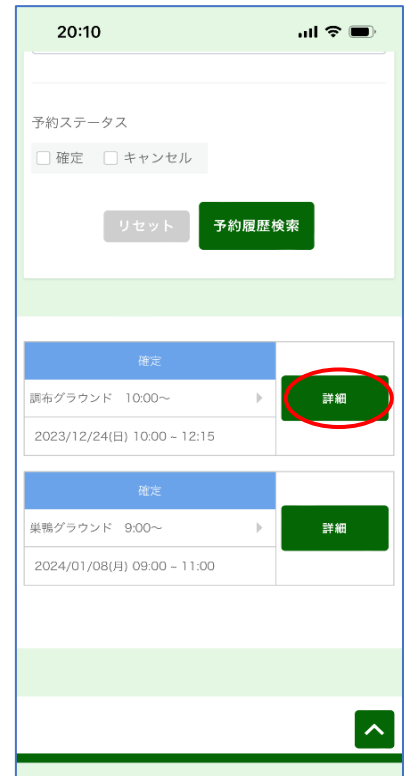 20:10
予約ステータス
確定 キャンセル
リセット 予約履歴検索
確定
調布グラウンド 10:00～
詳細
2023/12/24(日) 10:00 ~ 12:15
確定
巣鴨グラウンド 9:00～
詳細
2024/01/08(月) 09:00 ~ 11:00